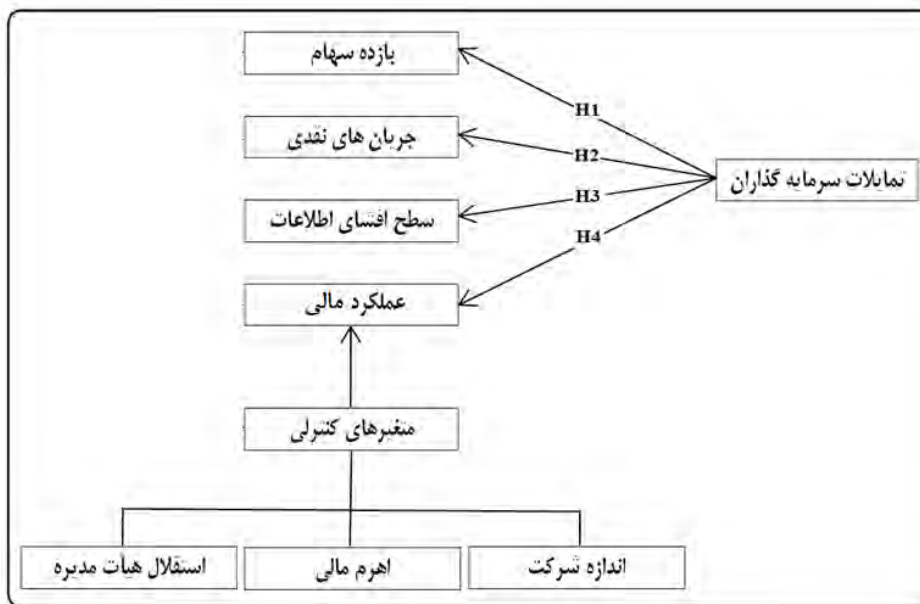 بازده سهام
H1
جریان های نقدی
H2
تمایلات سرمایه گذاران
H3
سطح افشای اطلاعات
H4
عملکرد مالی
متغیرهای کنترلی
اندازه شرکت
اهرم مالی
استقلال هیأت مدیره